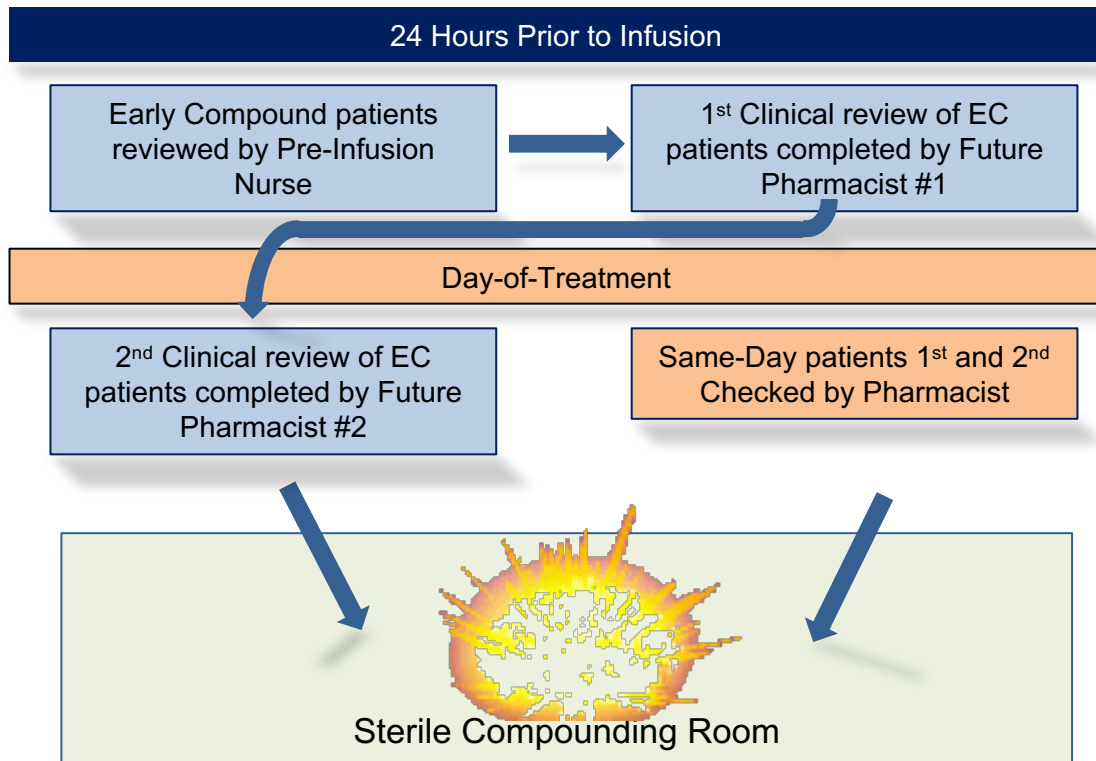 24 Hours Prior to Infusion
Early Compound patients
reviewed by Pre-Infusion
Nurse
1st Clinical review of EC
patients completed by Future
Pharmacist #1
Day-of-Treatment
2nd Clinical review of EC
patients completed by Future
Pharmacist #2
Same-Day patients 1st and 2nd
Checked by Pharmacist
Sterile Compounding Room